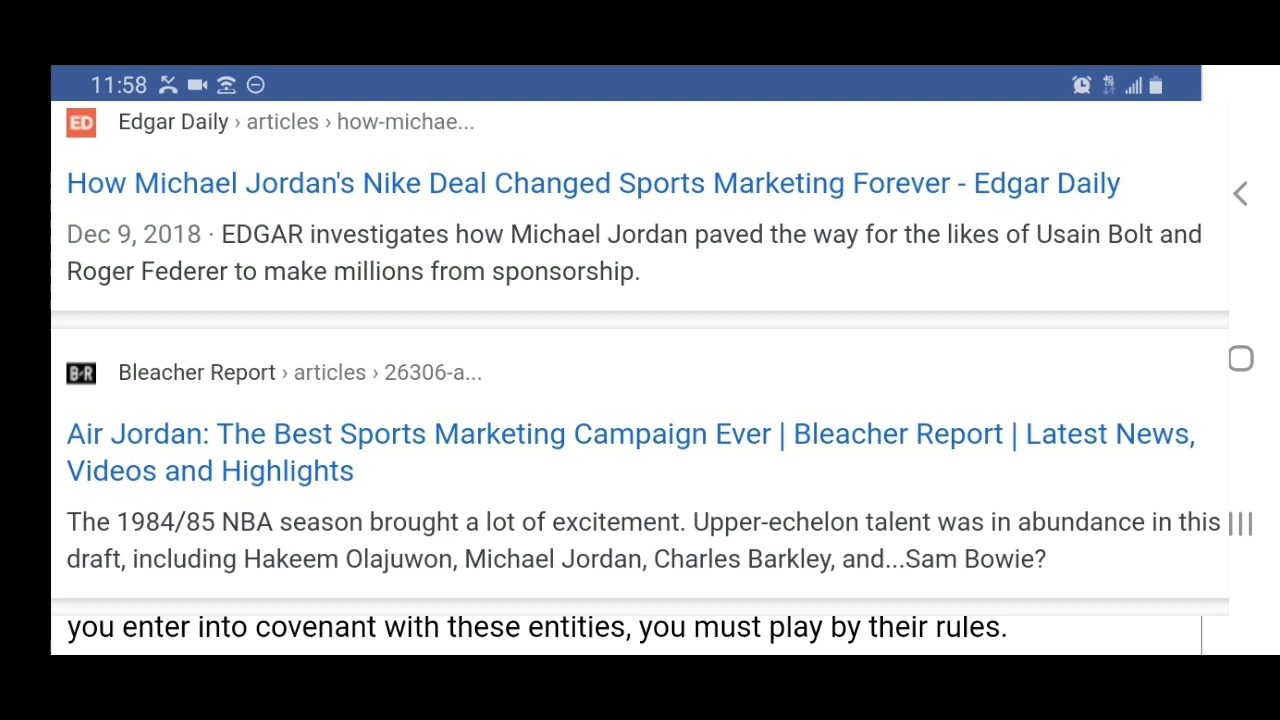 11:58
ED Edgar Daily › articles › how-michae...
How Michael Jordan's Nike Deal Changed Sports Marketing Forever - Edgar Daily
Dec 9, 2018 · EDGAR investigates how Michael Jordan paved the way for the likes of Usain Bolt and
Roger Federer to make millions from sponsorship.
B/R Bleacher Report › articles › 26306-a...
Air Jordan: The Best Sports Marketing Campaign Ever | Bleacher Report | Latest News,
Videos and Highlights
The 1984/85 NBA season brought a lot of excitement. Upper-echelon talent was in abundance in this
draft, including Hakeem Olajuwon, Michael Jordan, Charles Barkley, and...Sam Bowie?
you enter into covenant with these entities, you must play by their rules.